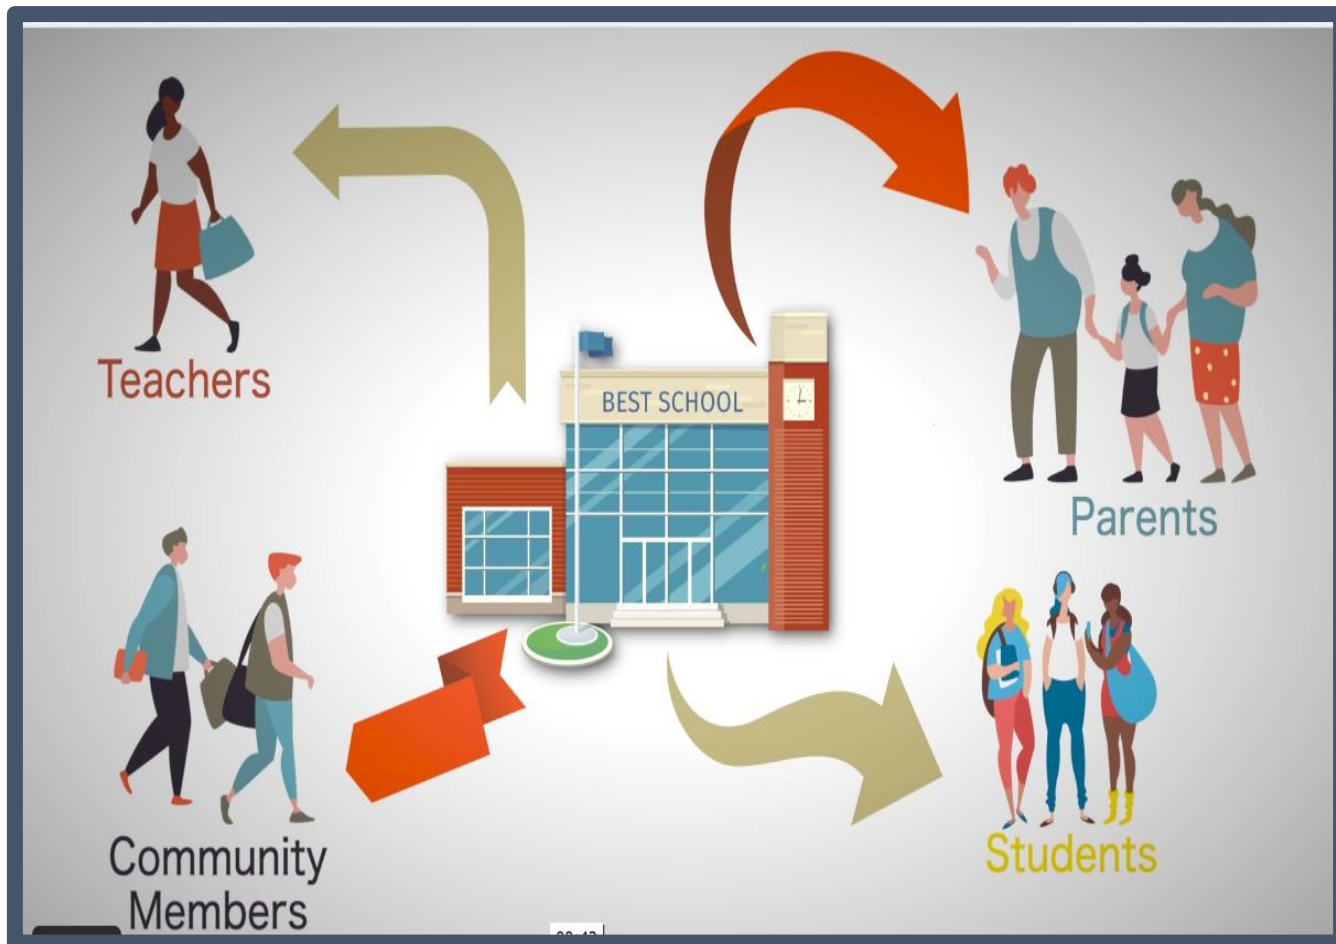 Teachers
BEST SCHOOL
Parents
Community
Members
Students